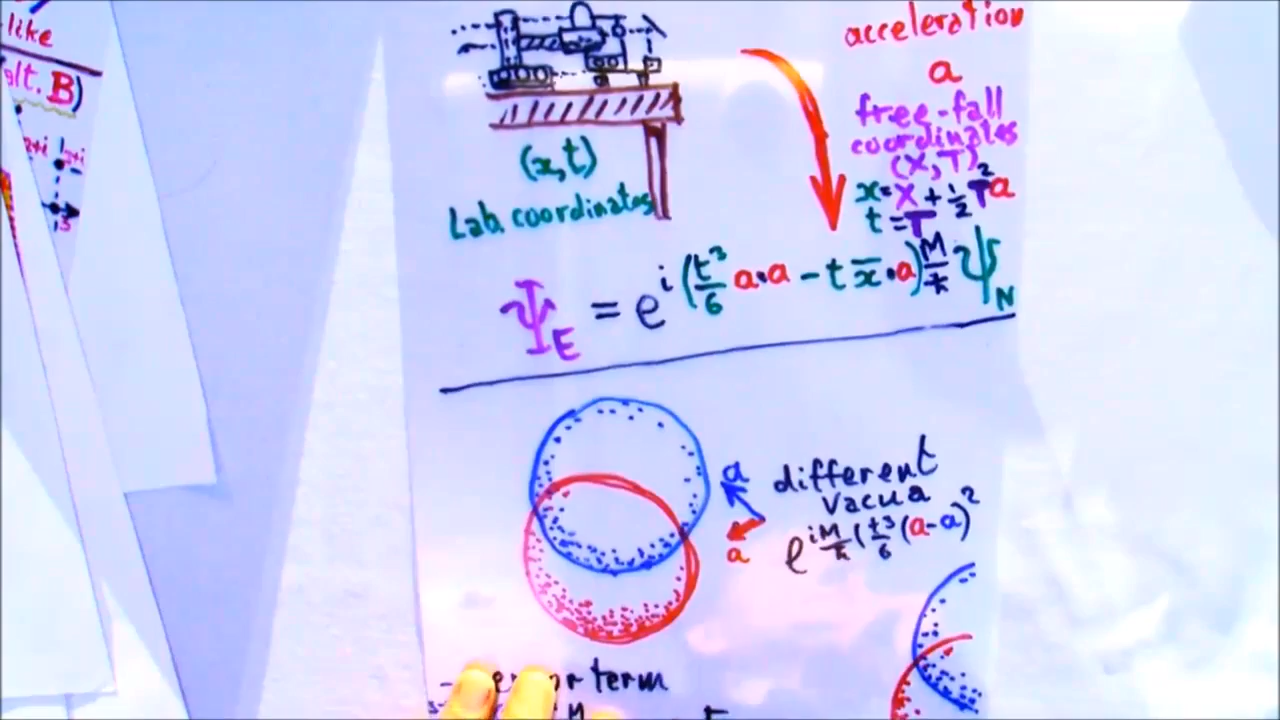 like
alt. B)
acceleration
a
free-fall
coordinates
(X,T)
x=X+½T²a
t=T
(x,t)
Lab coordinates
Ψ_E = e^{i(t³/6 a·a - t x̄·a)M/ħ} ψ_N
a
a
different
vacua
e^{iM/ħ(t³/6(a-a)²}
term